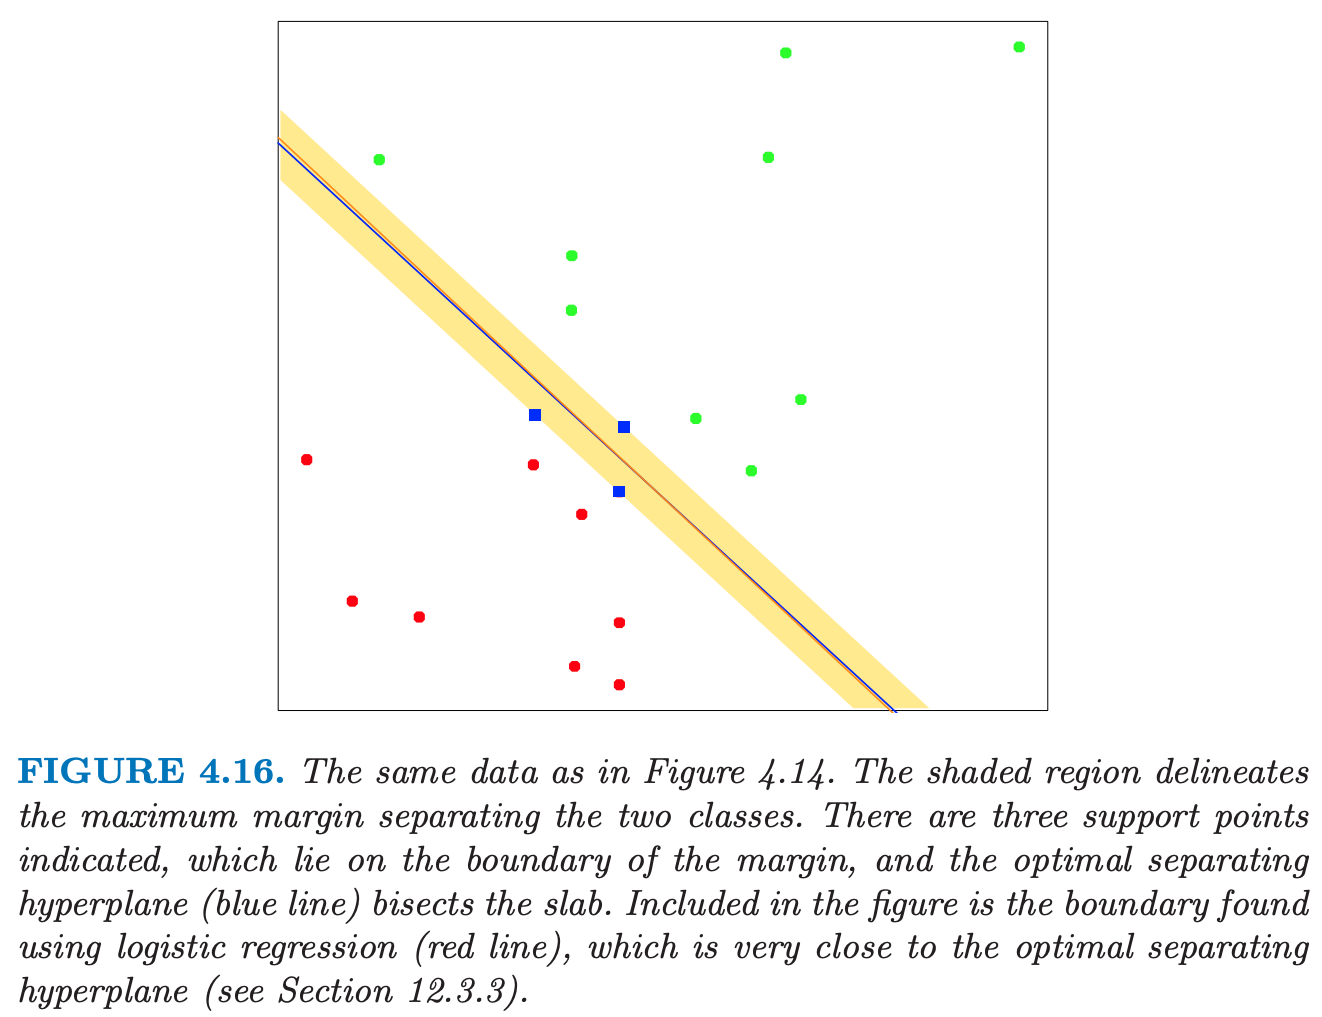 FIGURE 4.16. The same data as in Figure 4.14. The shaded region delineates
the maximum margin separating the two classes. There are three support points
indicated, which lie on the boundary of the margin, and the optimal separating
hyperplane (blue line) bisects the slab. Included in the figure is the boundary found
using logistic regression (red line), which is very close to the optimal separating
hyperplane (see Section 12.3.3).